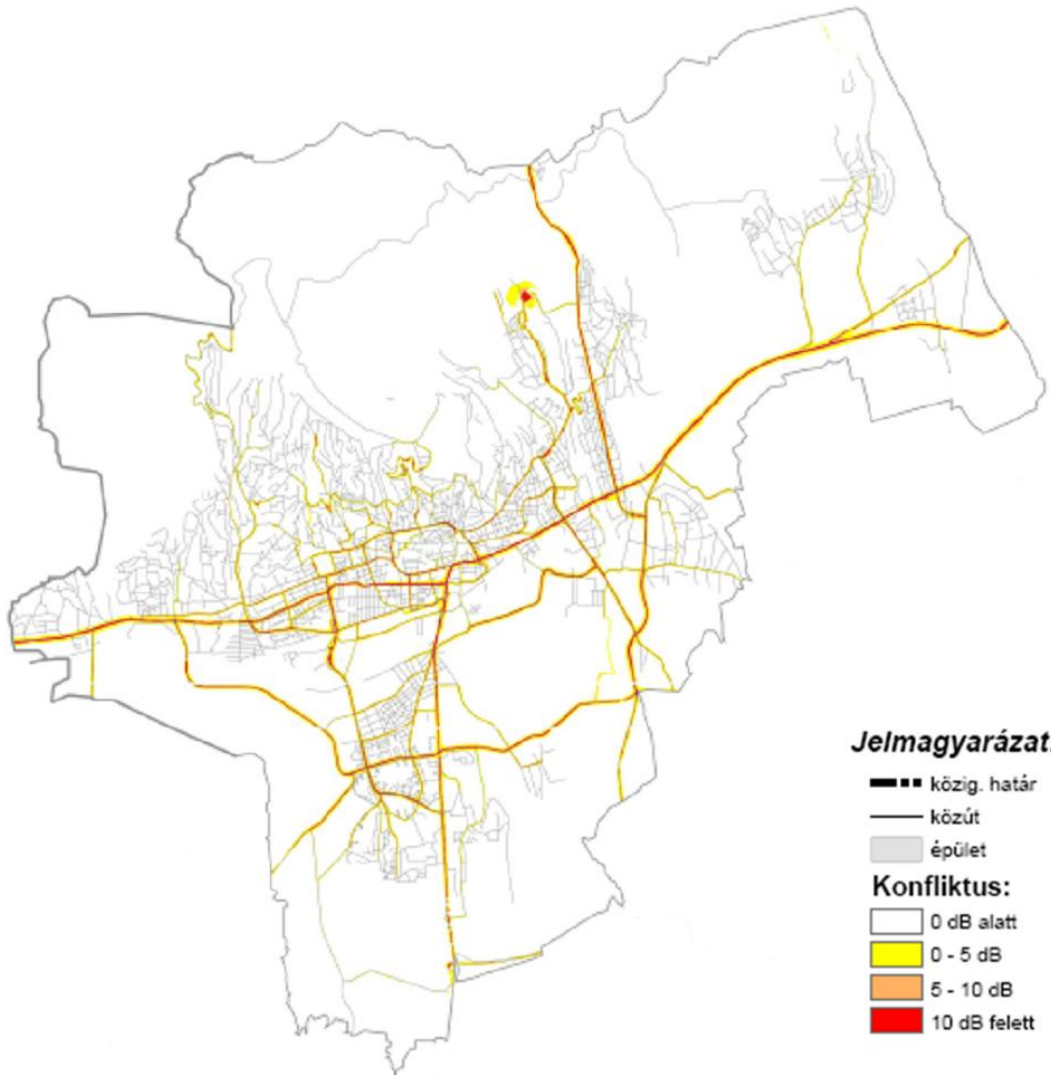 Jelmagyarázat:
közig. határ
közút
épület
Konfliktus:
0 dB alatt
0 - 5 dB
5 - 10 dB
10 dB felett